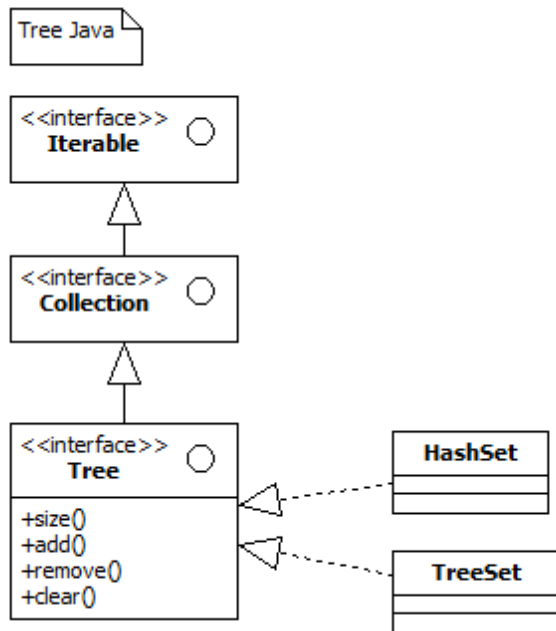 Tree Java
<<interface>>
Iterable
<<interface>>
Collection
<<interface>>
Tree
+size()
+add()
+remove()
+clear()
HashSet
TreeSet